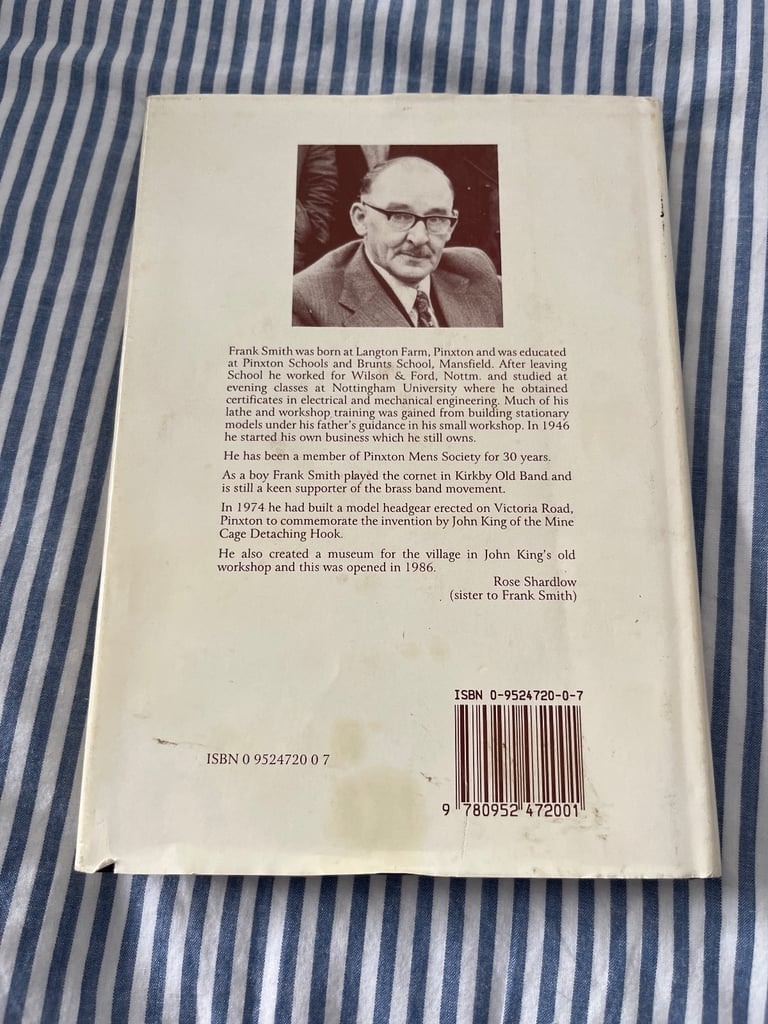 Frank Smith was born at Langton Farm, Pinxton and was educated
at Pinxton Schools and Brunts School, Mansfield. After leaving
School he worked for Wilson & Ford, Nottm. and studied at
evening classes at Nottingham University where he obtained
certificates in electrical and mechanical engineering. Much of his
lathe and workshop training was gained from building stationary
models under his father's guidance in his small workshop. In 1946
he started his own business which he still owns.
He has been a member of Pinxton Mens Society for 30 years.
As a boy Frank Smith played the cornet in Kirkby Old Band and
is still a keen supporter of the brass band movement.
In 1974 he had built a model headgear erected on Victoria Road,
Pinxton to commemorate the invention by John King of the Mine
Cage Detaching Hook.
He also created a museum for the village in John King's old
workshop and this was opened in 1986.
Rose Shardlow
(sister to Frank Smith)
ISBN 0-9524720-0-7
ISBN 0 9524720 0 7
9 780952 472001